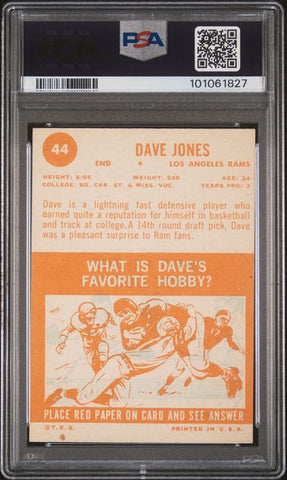 PSA
101061827
44
DAVE JONES
END ★ LOS ANGELES RAMS
HEIGHT: 6/05 WEIGHT: 240 AGE: 24
COLLEGE: SO. CAR. ST. & MISS. VOC. YEARS PRO: 3
Dave is a lightning fast defensive player who
earned quite a reputation for himself in basketball
and track at college. A 14th round draft pick, Dave
was a pleasant surprise to Ram fans.
WHAT IS DAVE'S
FAVORITE HOBBY?
PLACE RED PAPER ON CARD AND SEE ANSWER
©T.C.G. PRINTED IN U.S.A.